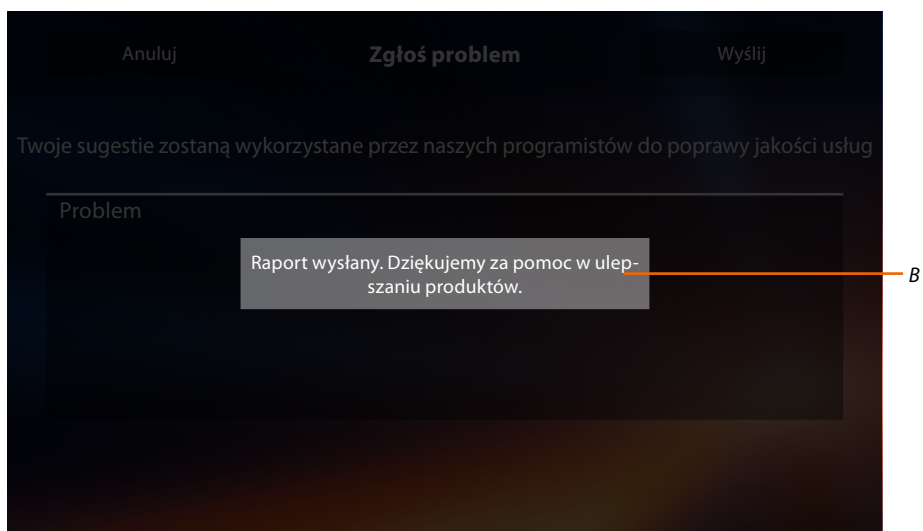 Anuluj Zgłoś problem Wyślij
Twoje sugestie zostaną wykorzystane przez naszych programistów do poprawy jakości usług
Problem
Raport wysłany. Dziękujemy za pomoc w ulep-
szaniu produktów.
B